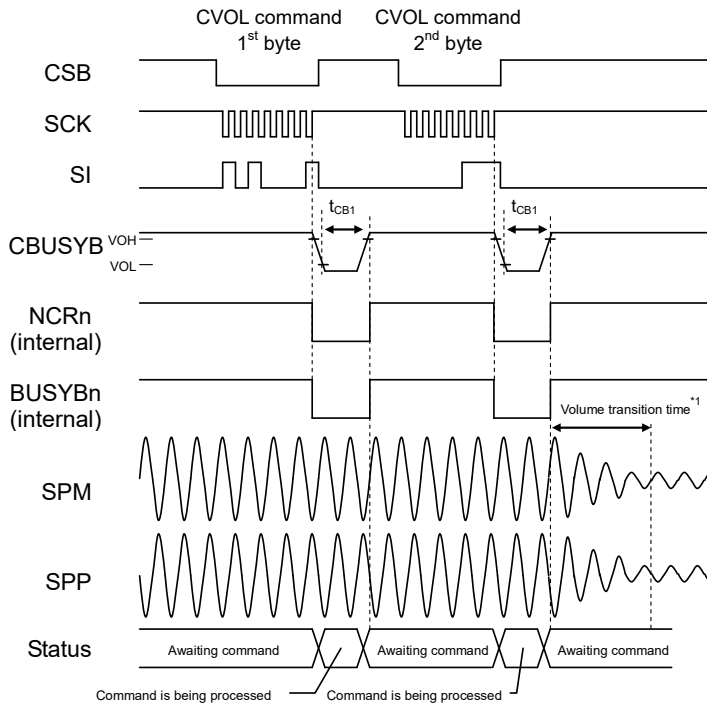 CVOL command
1st byte
CVOL command
2nd byte
CSB
SCK
SI
tCB1
tCB1
CBUSYB
VOH
VOL
NCRn
(internal)
BUSYBn
(internal)
Volume transition time*1
SPM
SPP
Status
Awaiting command
Awaiting command
Awaiting command
Command is being processed
Command is being processed